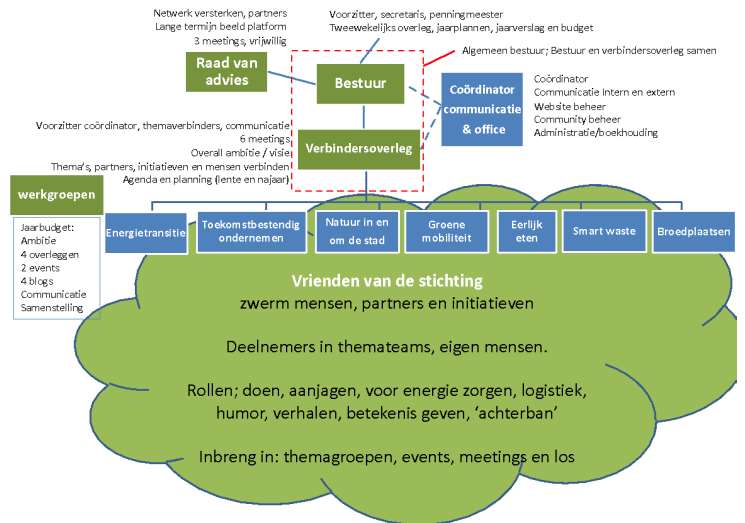 Netwerk versterken, partners
Lange termijn beeld platform
3 meetings, vrijwillig
Voorzitter, secretaris, penningmeester
Tweewekelijks overleg, jaarplannen, jaarverslag en budget
Algemeen bestuur; Bestuur en verbindersoverleg samen
Raad van
advies
Bestuur
Coördinator
communicatie
& office
Coördinator
Communicatie Intern en extern
Website beheer
Community beheer
Administratie/boekhouding
Voorzitter coördinator, themaverbinders, communicatie
6 meetings
Overall ambitie / visie
Thema's, partners, initiatieven en mensen verbinden
Agenda en planning (lente en najaar)
Verbindersoverleg
werkgroepen
Jaarbudget:
Ambitie
4 overleggen
2 events
4 blogs
Communicatie
Samenstelling
Energietransitie
Toekomstbestendig
ondernemen
Natuur in en
om de stad
Groene
mobiliteit
Eerlijk
eten
Smart waste
Broedplaatsen
Vrienden van de stichting
zwerm mensen, partners en initiatieven
Deelnemers in themateams, eigen mensen.
Rollen; doen, aanjagen, voor energie zorgen, logistiek,
humor, verhalen, betekenis geven, ‘achterban’
Inbreng in: themagroepen, events, meetings en los